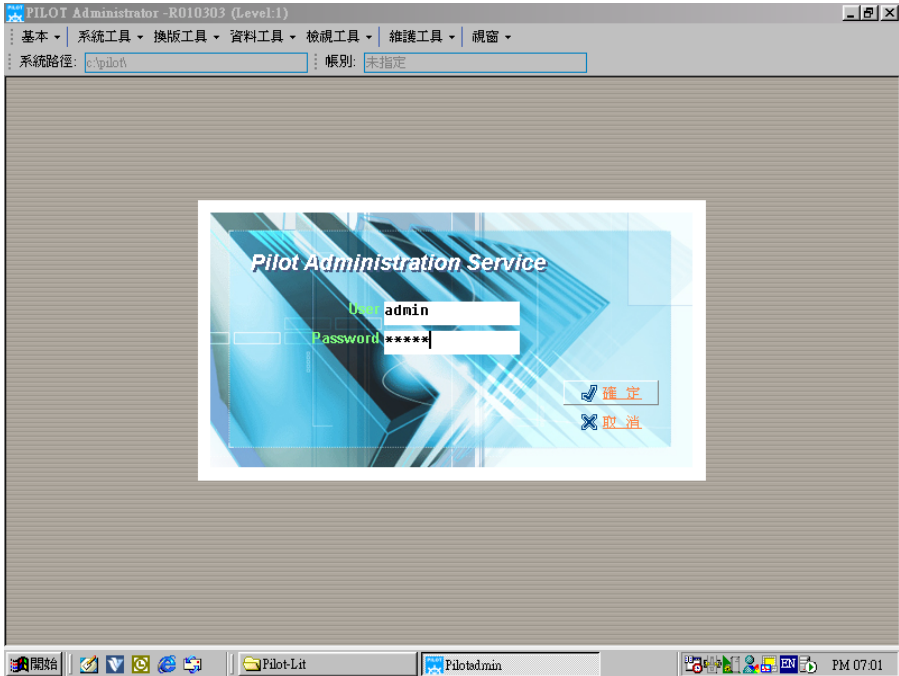 PILOT Administrator -R010303 (Level:1)
基本 系統工具 換版工具 資料工具 檢視工具 維護工具 視窗
系統路徑: c:\pilot\ 帳別: 未指定
Pilot Administration Service
User admin
Password *****
確 定
取 消
開始 Pilot-Lit Pilotadmin EN PM 07:01